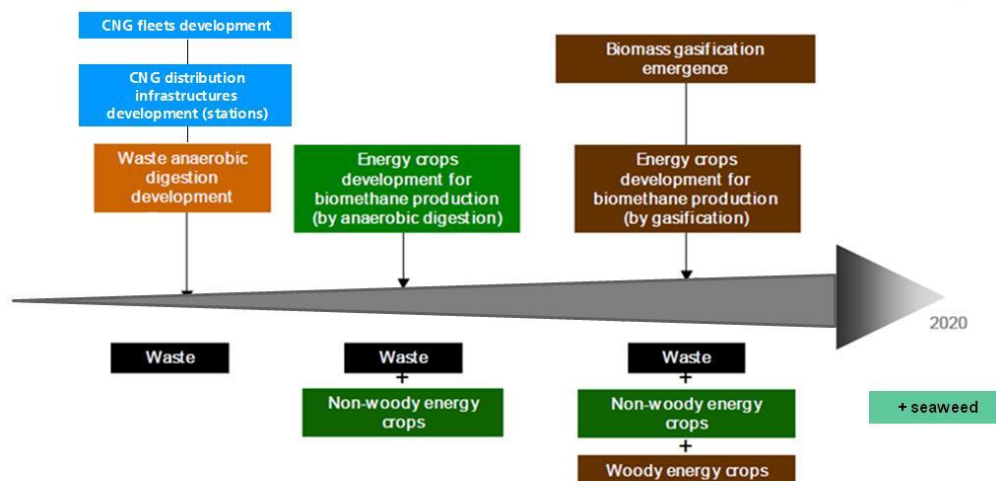 CNG fleets development
CNG distribution
infrastructures
development (stations)
Waste anaerobic
digestion
development
Energy crops
development for
biomethane production
(by anaerobic digestion)
Biomass gasification
emergence
Energy crops
development for
biomethane production
(by gasification)
2020
Waste
Waste
+
Non-woody energy
crops
Waste
+
Non-woody energy
crops
+
Woody energy crops
+ seaweed